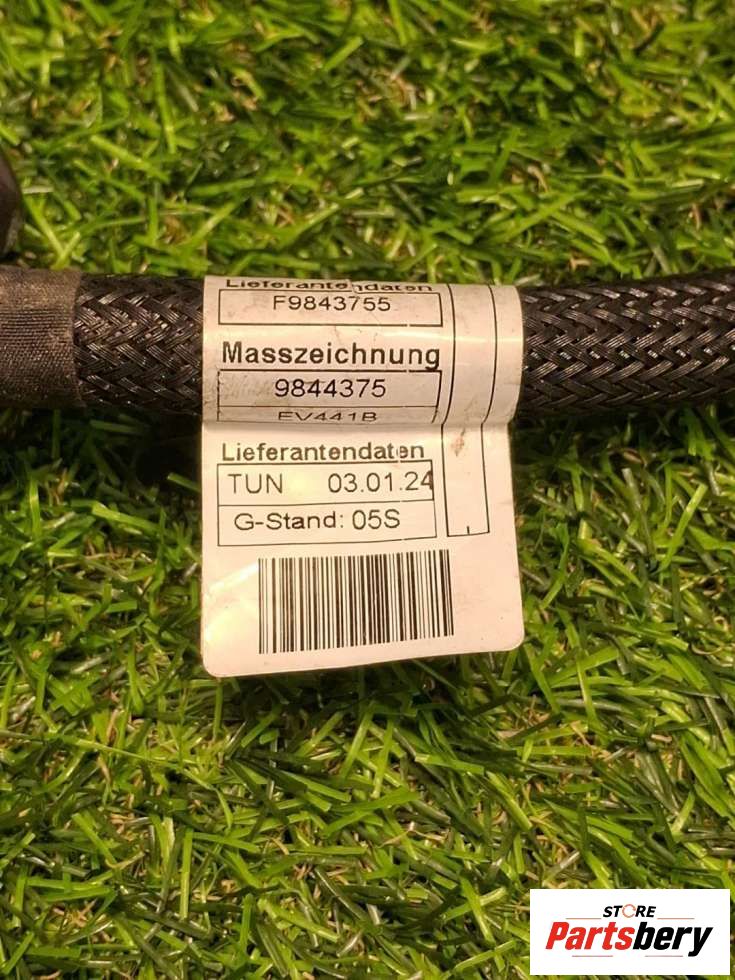 Lieferantendaten
F9843755
Masszeichnung
9844375
EV441B
Lieferantendaten
TUN 03.01.24
G-Stand: 05S
STORE
Partsbery